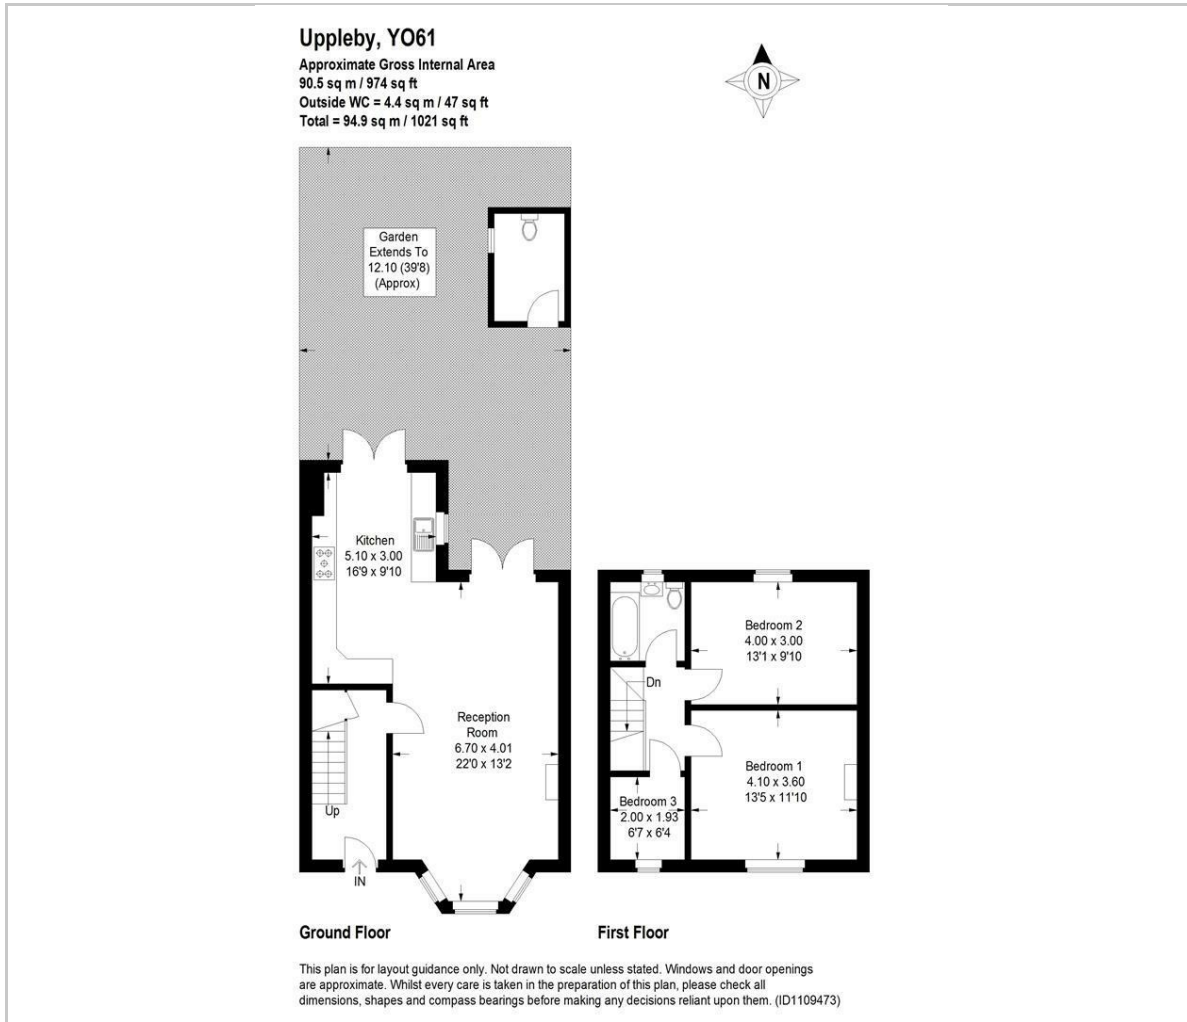 Uppleby, YO61
Approximate Gross Internal Area
90.5 sq m / 974 sq ft
Outside WC = 4.4 sq m / 47 sq ft
Total = 94.9 sq m / 1021 sq ft
N
Garden
Extends To
12.10 (39'8)
(Approx)
Kitchen
5.10 x 3.00
16'9 x 9'10
Reception
Room
6.70 x 4.01
22'0 x 13'2
Up
IN
Bedroom 2
4.00 x 3.00
13'1 x 9'10
Dn
Bedroom 1
4.10 x 3.60
13'5 x 11'10
Bedroom 3
2.00 x 1.93
6'7 x 6'4
Ground Floor
First Floor
This plan is for layout guidance only. Not drawn to scale unless stated. Windows and door openings
are approximate. Whilst every care is taken in the preparation of this plan, please check all
dimensions, shapes and compass bearings before making any decisions reliant upon them. (ID1109473)